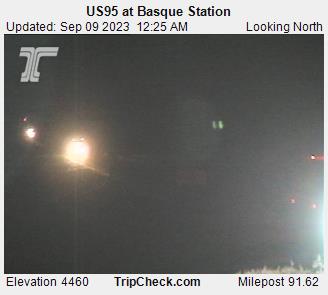 US95 at Basque Station
Updated: Sep 09 2023 12:25 AM Looking North
Elevation 4460 TripCheck.com Milepost 91.62